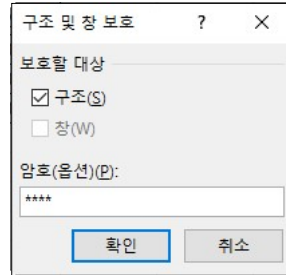 구조 및 창 보호 ? ×
보호할 대상
구조(S)
창(W)
암호(옵션)(P):
****
확인 취소